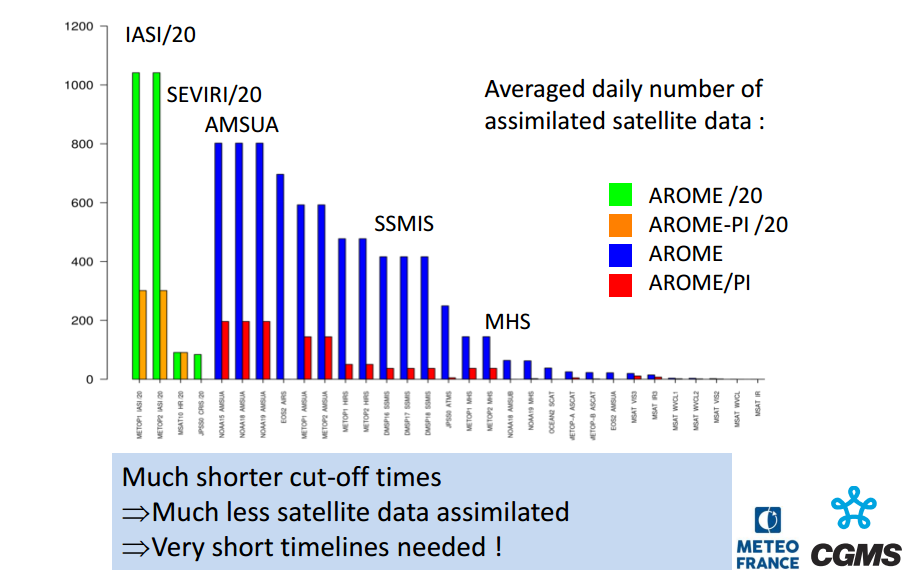 1200
IASI/20
1000
SEVIRI/20
AMSUA
800
600
SSMIS
400
MHS
200
0
Averaged daily number of
assimilated satellite data :
AROME /20
AROME-PI /20
AROME
AROME/PI
METOP1 IASI /20
METOP2 IASI /20
MSAT10 HR /20
JPSS0 CRIS /20
NOAA15 AMSUA
NOAA18 AMSUA
NOAA19 AMSUA
EOS2 AIRS
METOP1 AMSUA
METOP2 AMSUA
METOP1 HIRS
METOP2 HIRS
DMSP16 SSMIS
DMSP17 SSMIS
DMSP18 SSMIS
JPSS0 ATMS
METOP1 MHS
METOP2 MHS
NOAA18 AMSUB
NOAA19 MHS
OCEAN2 SCAT
METOP-A ASCAT
METOP-B ASCAT
EOS2 AMSUA
MSAT VIS3
MSAT IR3
MSAT WVCL1
MSAT WVCL2
MSAT VIS2
MSAT WVCL
MSAT IR
Much shorter cut-off times
⇒Much less satellite data assimilated
⇒Very short timelines needed !
METEO
FRANCE
CGMS